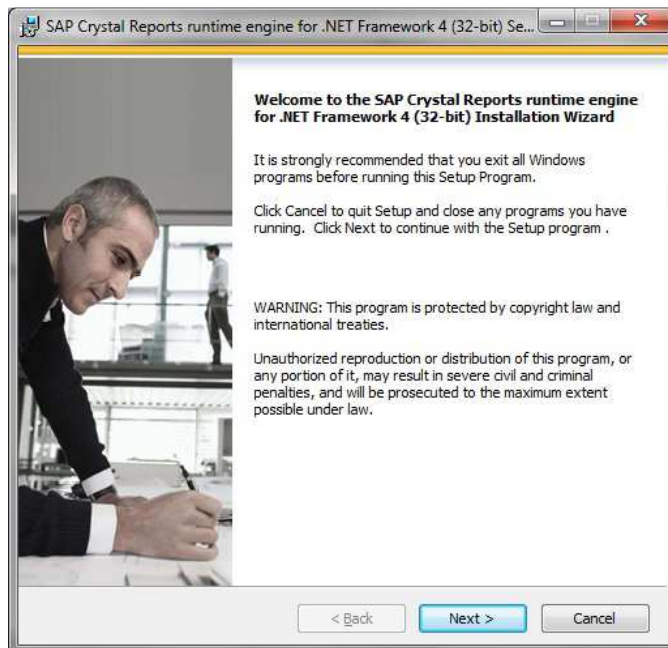 SAP Crystal Reports runtime engine for .NET Framework 4 (32-bit) Se...
Welcome to the SAP Crystal Reports runtime engine
for .NET Framework 4 (32-bit) Installation Wizard
It is strongly recommended that you exit all Windows
programs before running this Setup Program.
Click Cancel to quit Setup and close any programs you have
running.  Click Next to continue with the Setup program .
WARNING: This program is protected by copyright law and
international treaties.
Unauthorized reproduction or distribution of this program, or
any portion of it, may result in severe civil and criminal
penalties, and will be prosecuted to the maximum extent
possible under law.
< Back
Next >
Cancel